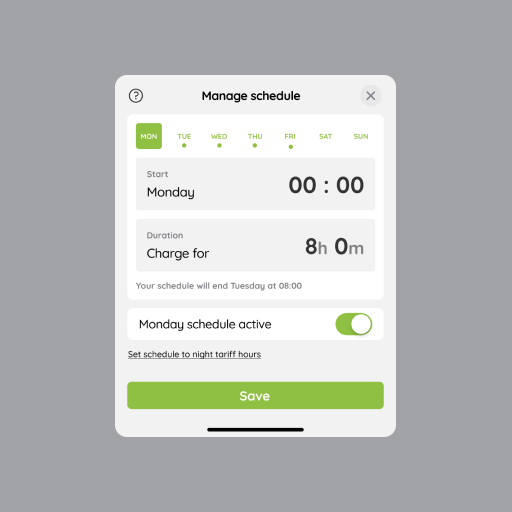 Manage schedule
MON TUE WED THU FRI SAT SUN
Start
Monday
00 : 00
Duration
Charge for
8h 0m
Your schedule will end Tuesday at 08:00
Monday schedule active
Set schedule to night tariff hours
Save